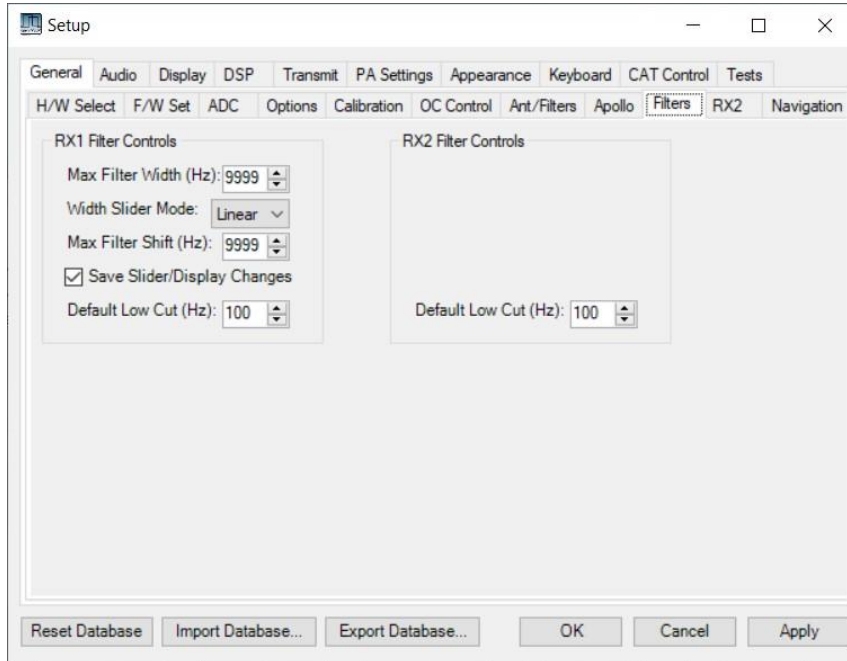 Setup
General Audio Display DSP Transmit PA Settings Appearance Keyboard CAT Control Tests
H/W Select F/W Set ADC Options Calibration OC Control Ant/Filters Apollo Filters RX2 Navigation
RX1 Filter Controls
Max Filter Width (Hz): 9999
Width Slider Mode: Linear
Max Filter Shift (Hz): 9999
Save Slider/Display Changes
Default Low Cut (Hz): 100
RX2 Filter Controls
Default Low Cut (Hz): 100
Reset Database Import Database... Export Database... OK Cancel Apply